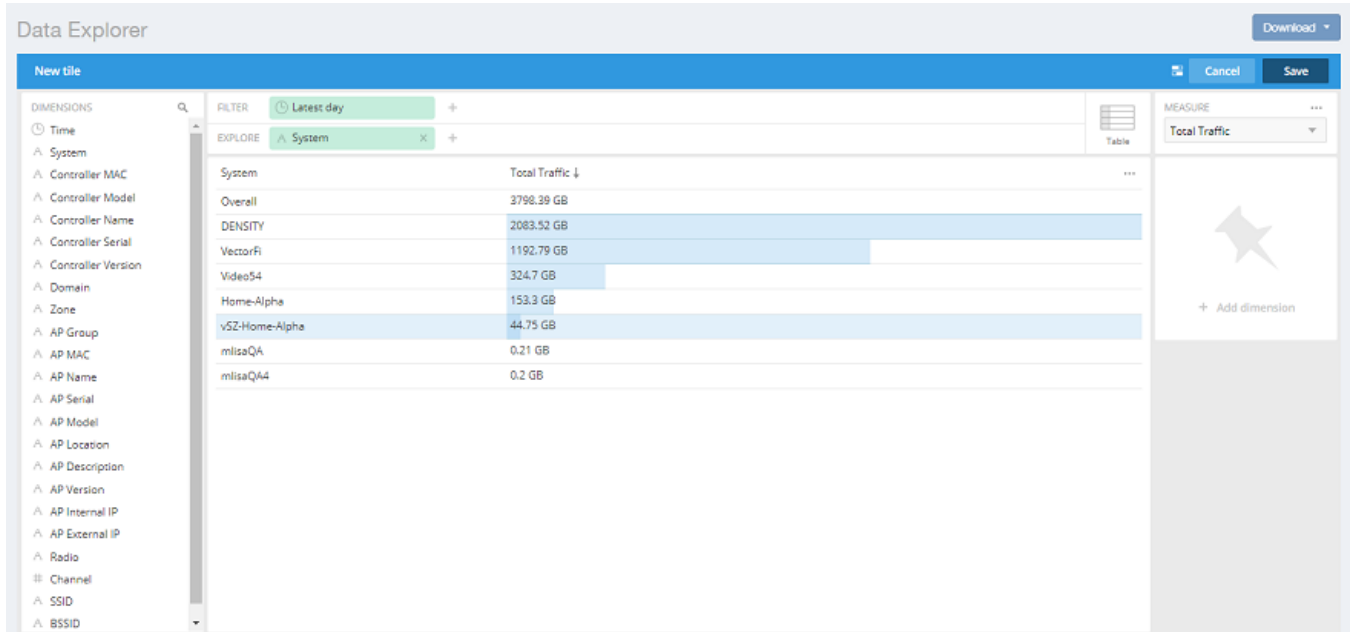 Data Explorer
Download
New tile
Cancel
Save
DIMENSIONS
Time
System
Controller MAC
Controller Model
Controller Name
Controller Serial
Controller Version
Domain
Zone
AP Group
AP MAC
AP Name
AP Serial
AP Model
AP Location
AP Description
AP Version
AP Internal IP
AP External IP
Radio
# Channel
SSID
BSSID
FILTER Latest day +
EXPLORE System × +
Table
System Total Traffic ↓ ...
Overall 3798.39 GB
DENSITY 2083.52 GB
VectorFi 1192.79 GB
Video54 324.7 GB
Home-Alpha 153.3 GB
vSZ-Home-Alpha 44.75 GB
mlisaQA 0.21 GB
mlisaQA4 0.2 GB
MEASURE ...
Total Traffic
+ Add dimension